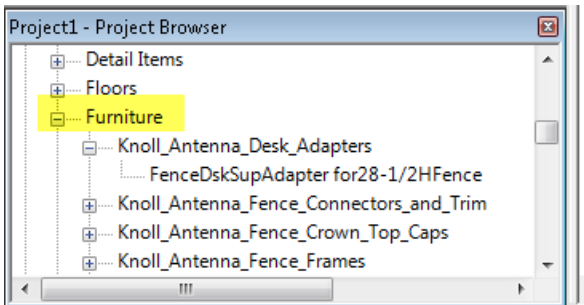 Project1 - Project Browser
Detail Items
Floors
Furniture
Knoll_Antenna_Desk_Adapters
FenceDskSupAdapter for28-1/2HFence
Knoll_Antenna_Fence_Connectors_and_Trim
Knoll_Antenna_Fence_Crown_Top_Caps
Knoll_Antenna_Fence_Frames